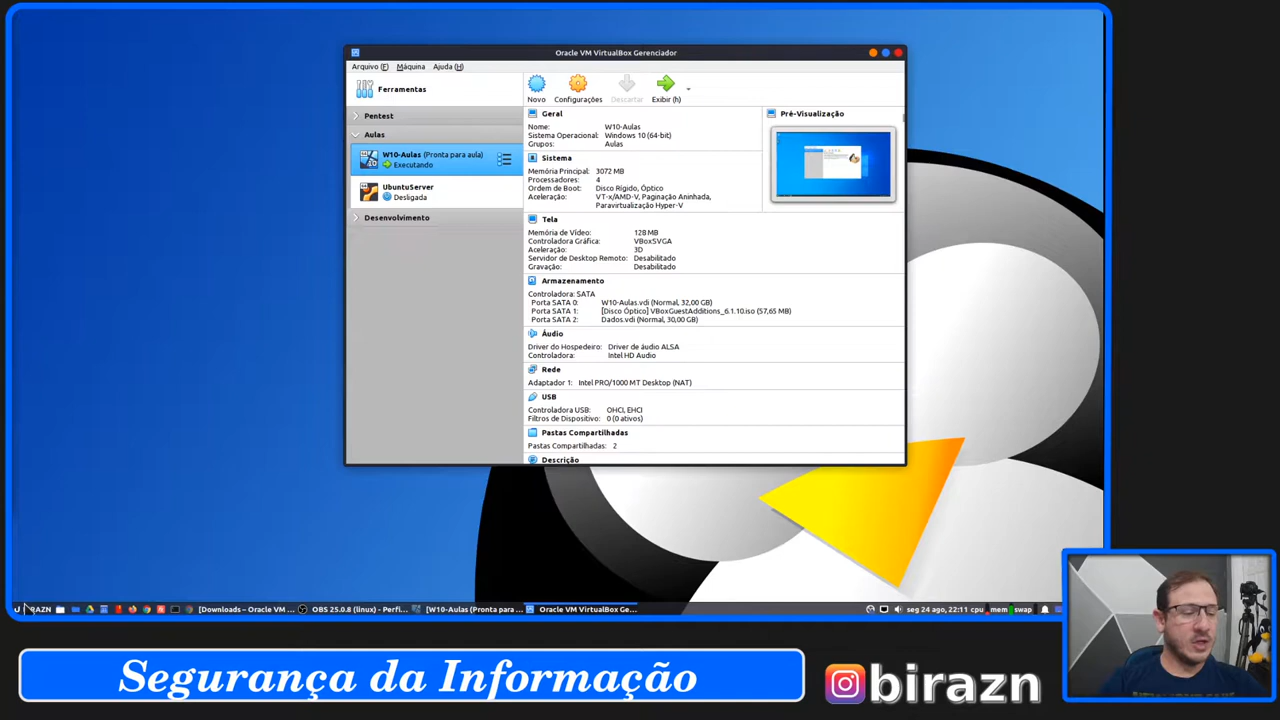 Oracle VM VirtualBox Gerenciador
Arquivo (F) Máquina Ajuda (H)
Ferramentas
Novo Configurações Descartar Exibir (h)
Pentest
Aulas
W10-Aulas (Pronta para aula)
Executando
UbuntuServer
Desligada
Desenvolvimento
Geral
Nome: W10-Aulas
Sistema Operacional: Windows 10 (64-bit)
Grupos: Aulas
Pré-Visualização
Sistema
Memória Principal: 3072 MB
Processadores: 4
Ordem de Boot: Disco Rígido, Óptico
Aceleração: VT-x/AMD-V, Paginação Aninhada,
Paravirtualização Hyper-V
Tela
Memória de Vídeo: 128 MB
Controladora Gráfica: VBoxSVGA
Aceleração: 3D
Servidor de Desktop Remoto: Desabilitado
Gravação: Desabilitado
Armazenamento
Controladora: SATA
Porta SATA 0: W10-Aulas.vdi (Normal, 32,00 GB)
Porta SATA 1: [Disco Óptico] VBoxGuestAdditions_6.1.10.iso (57,65 MB)
Porta SATA 2: Dados.vdi (Normal, 30,00 GB)
Áudio
Driver do Hospedeiro: Driver de áudio ALSA
Controladora: Intel HD Audio
Rede
Adaptador 1: Intel PRO/1000 MT Desktop (NAT)
USB
Controladora USB: OHCI, EHCI
Filtros de Dispositivo: 0 (0 ativos)
Pastas Compartilhadas
Pastas Compartilhadas: 2
Descrição
[Downloads – Oracle VM ... OBS 25.0.8 (linux) - Perfi... [W10-Aulas (Pronta para ... Oracle VM VirtualBox Ge... seg 24 ago, 22:11 cpu mem swap
Segurança da Informação
birazn